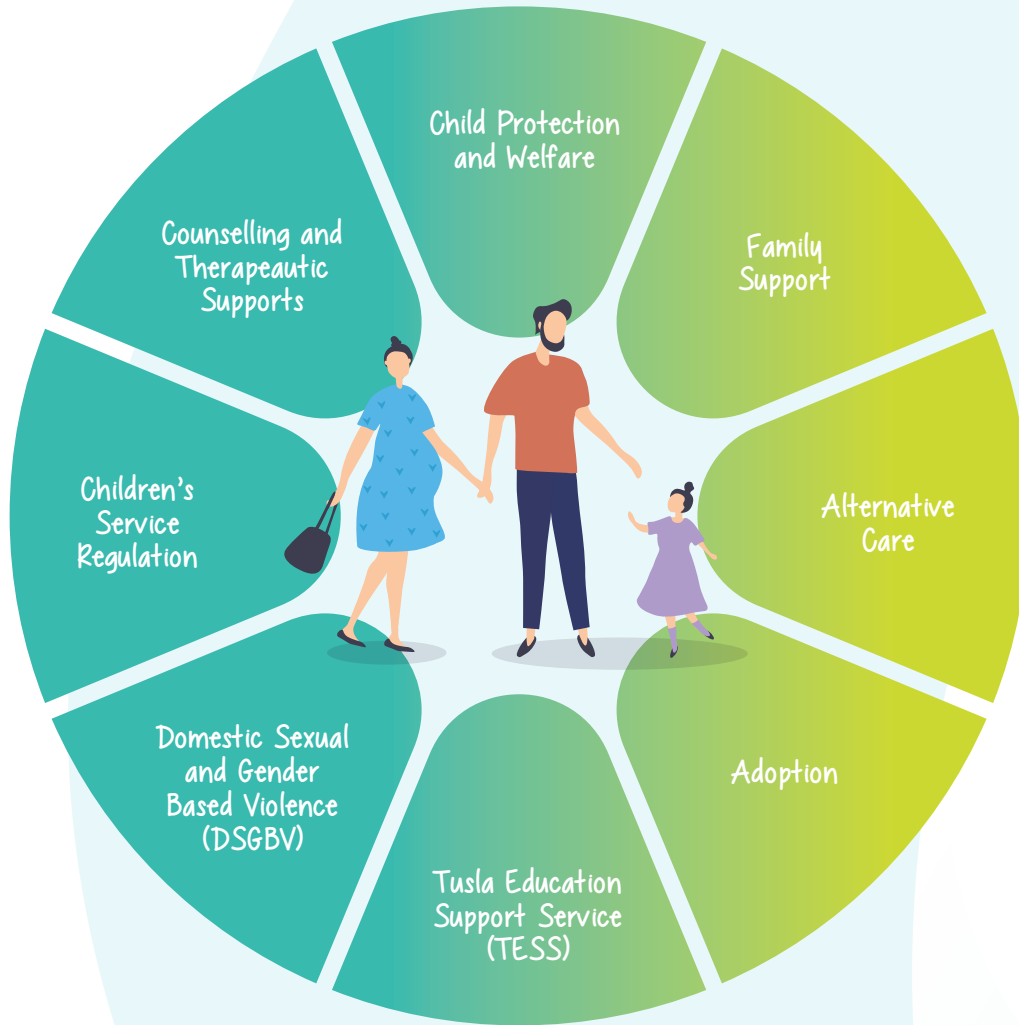 Child Protection
and Welfare
Family
Support
Alternative
Care
Adoption
Tusla Education
Support Service
(TESS)
Domestic Sexual
and Gender
Based Violence
(DSGBV)
Children's
Service
Regulation
Counselling and
Therapeautic
Supports